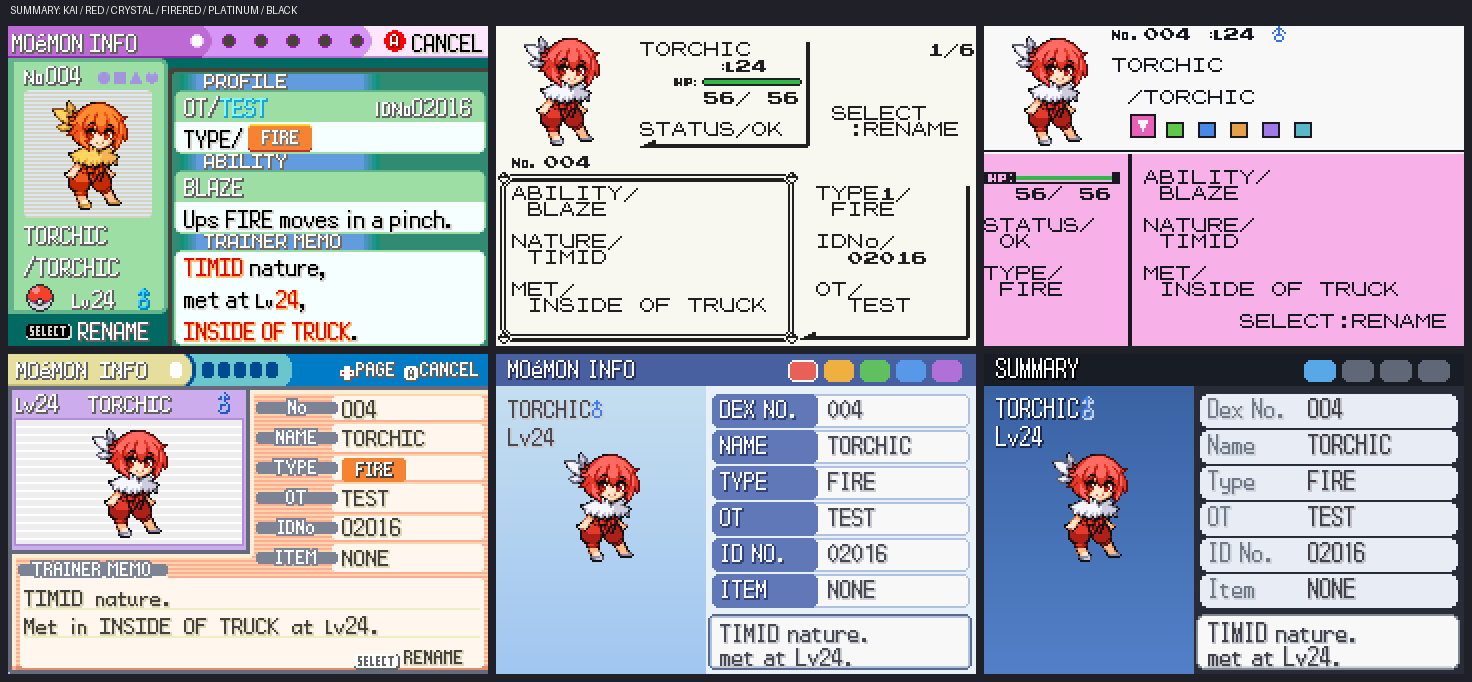 SUMMARY: KAI / RED / CRYSTAL / FIRERED / PLATINUM / BLACK
MOéMON INFO
A CANCEL
No004
PROFILE
OT/TEST IDNo02016
TYPE/ FIRE
ABILITY
BLAZE
Ups FIRE moves in a pinch.
TRAINER MEMO
TIMID nature,
met at Lv24,
INSIDE OF TRUCK.
TORCHIC
/TORCHIC
Lv24 ♂
SELECT RENAME
TORCHIC
:L24
HP:
56/ 56
STATUS/OK
1/6
SELECT
:RENAME
No. 004
ABILITY/
BLAZE
NATURE/
TIMID
MET/
INSIDE OF TRUCK
TYPE1/
FIRE
IDNo/
02016
OT/
TEST
No. 004 :L24 ♂
TORCHIC
/TORCHIC
HP:
56/ 56
STATUS/
OK
TYPE/
FIRE
ABILITY/
BLAZE
NATURE/
TIMID
MET/
INSIDE OF TRUCK
SELECT:RENAME
MOéMON INFO
PAGE CANCEL
Lv24 TORCHIC ♂
No 004
NAME TORCHIC
TYPE FIRE
OT TEST
IDNo 02016
ITEM NONE
TRAINER MEMO
TIMID nature.
Met in INSIDE OF TRUCK at Lv24.
SELECT RENAME
MOéMON INFO
TORCHIC♂
Lv24
DEX NO. 004
NAME TORCHIC
TYPE FIRE
OT TEST
ID NO. 02016
ITEM NONE
TIMID nature.
met at Lv24.
SUMMARY
TORCHIC♂
Lv24
Dex No. 004
Name TORCHIC
Type FIRE
OT TEST
ID No. 02016
Item NONE
TIMID nature.
met at Lv24.